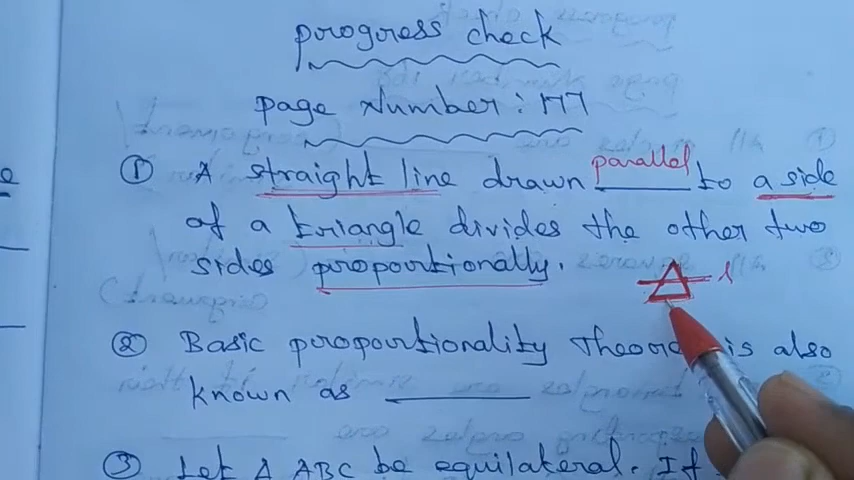 progress check
page Number: 177
① A straight line drawn parallel to a side
of a triangle divides the other two
sides proportionally.
l
② Basic proportionality Theorem is also
known as ________
③ Let Δ ABC be equilateral. If